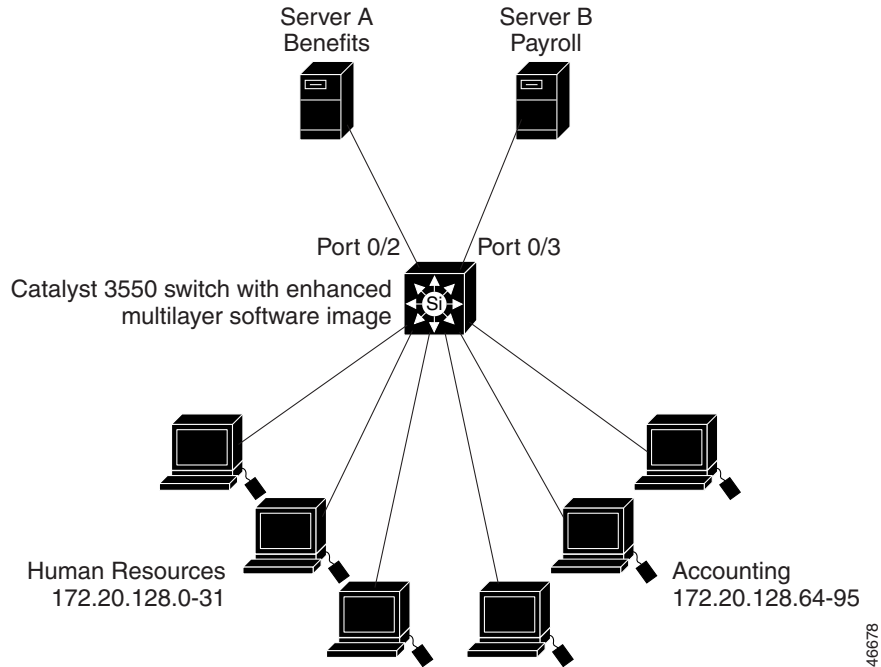 Server A
Benefits
Server B
Payroll
Port 0/2
Port 0/3
Catalyst 3550 switch with enhanced
multilayer software image
Si
Human Resources
172.20.128.0-31
Accounting
172.20.128.64-95
46678